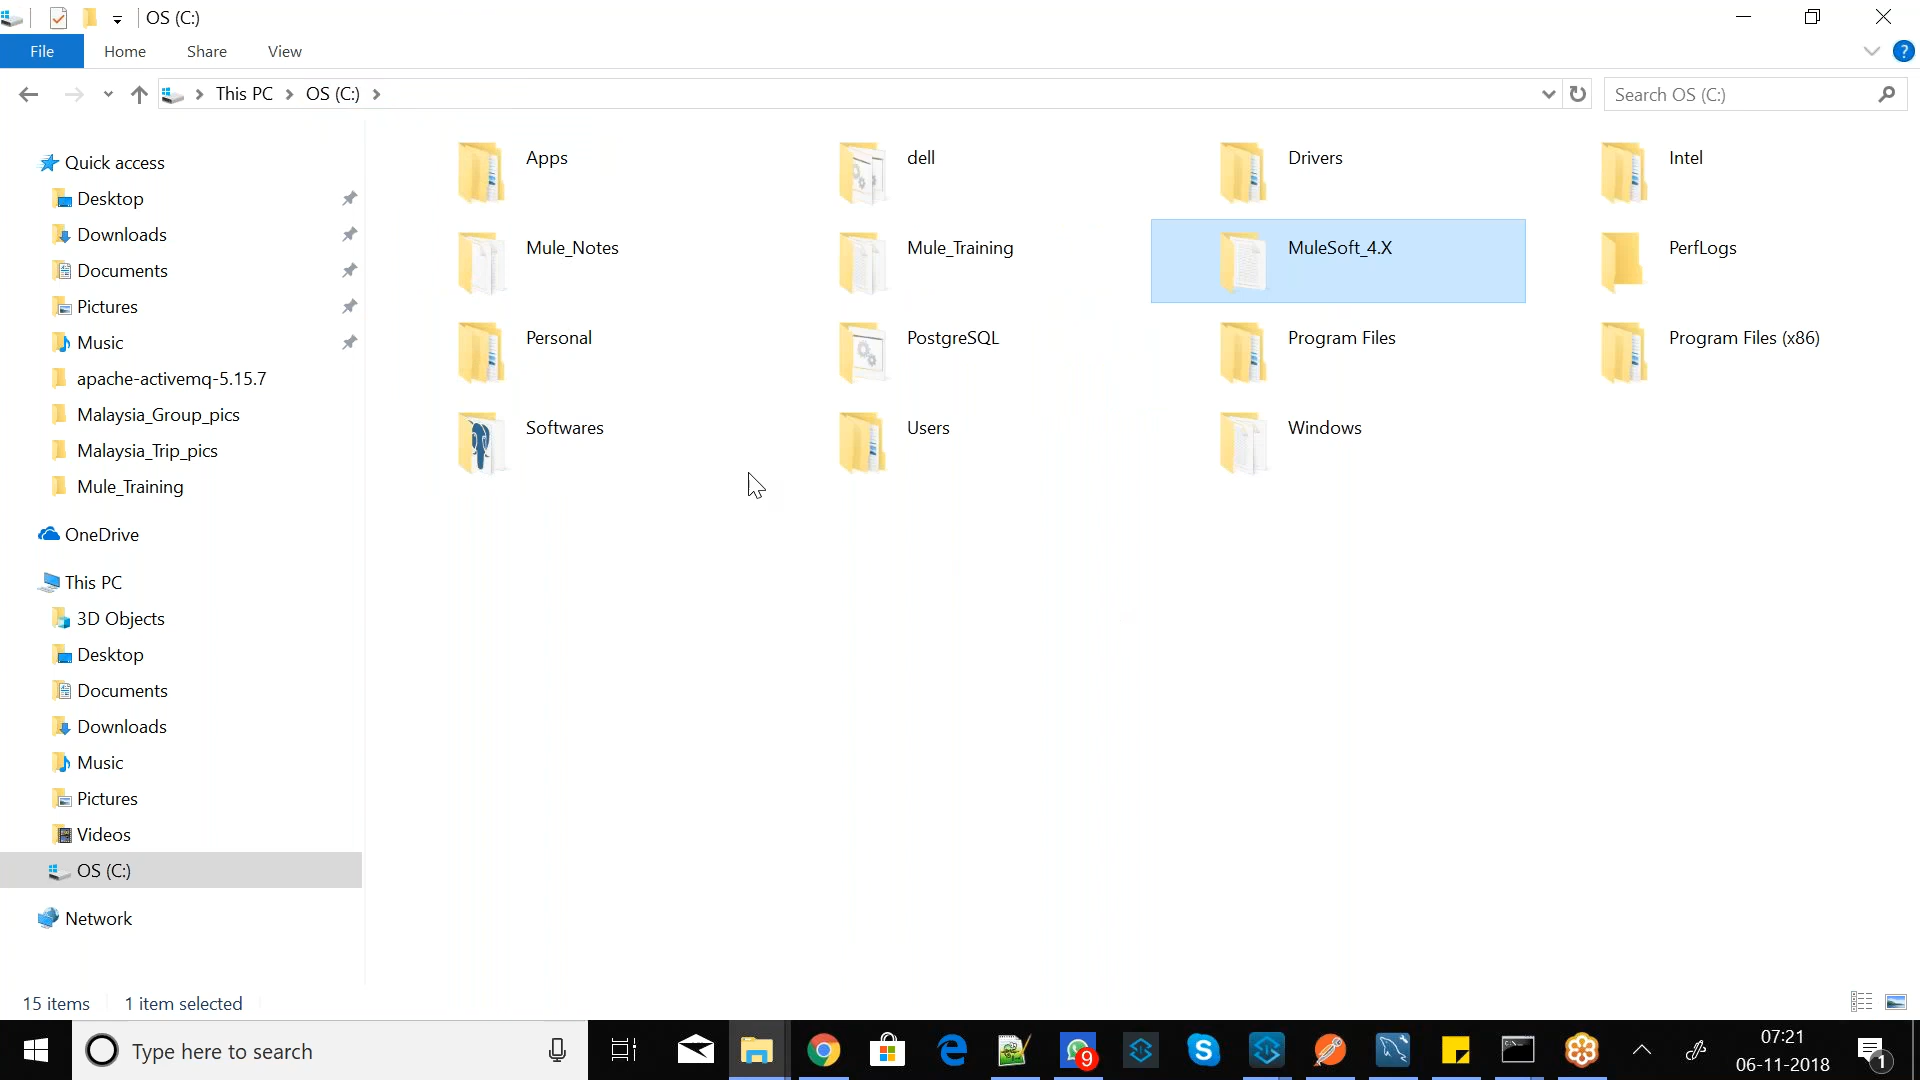 OS (C:)
File Home Share View
?
This PC OS (C:)
Search OS (C:)
Quick access
Desktop
Downloads
Documents
Pictures
Music
apache-activemq-5.15.7
Malaysia_Group_pics
Malaysia_Trip_pics
Mule_Training
OneDrive
This PC
3D Objects
Desktop
Documents
Downloads
Music
Pictures
Videos
OS (C:)
Network
Apps dell Drivers Intel
Mule_Notes Mule_Training MuleSoft_4.X PerfLogs
Personal PostgreSQL Program Files Program Files (x86)
Softwares Users Windows
15 items 1 item selected
Type here to search
9
07:21
06-11-2018
1